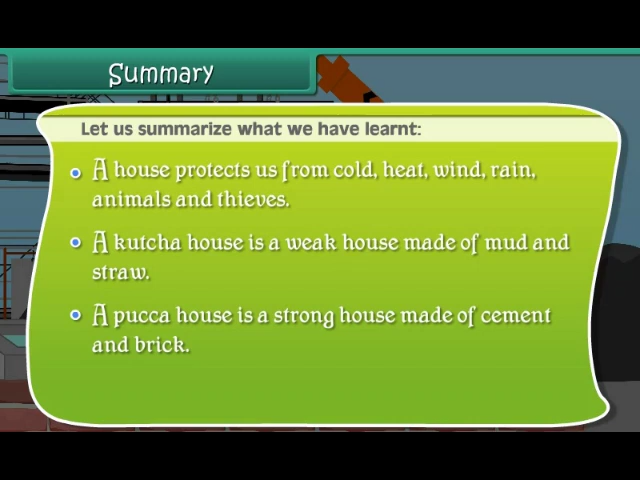 Summary
Let us summarize what we have learnt:
A house protects us from cold, heat, wind, rain,
animals and thieves.
A kutcha house is a weak house made of mud and
straw.
A pucca house is a strong house made of cement
and brick.